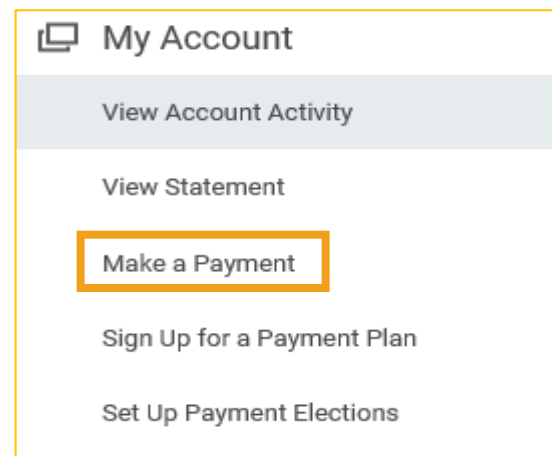 My Account
View Account Activity
View Statement
Make a Payment
Sign Up for a Payment Plan
Set Up Payment Elections